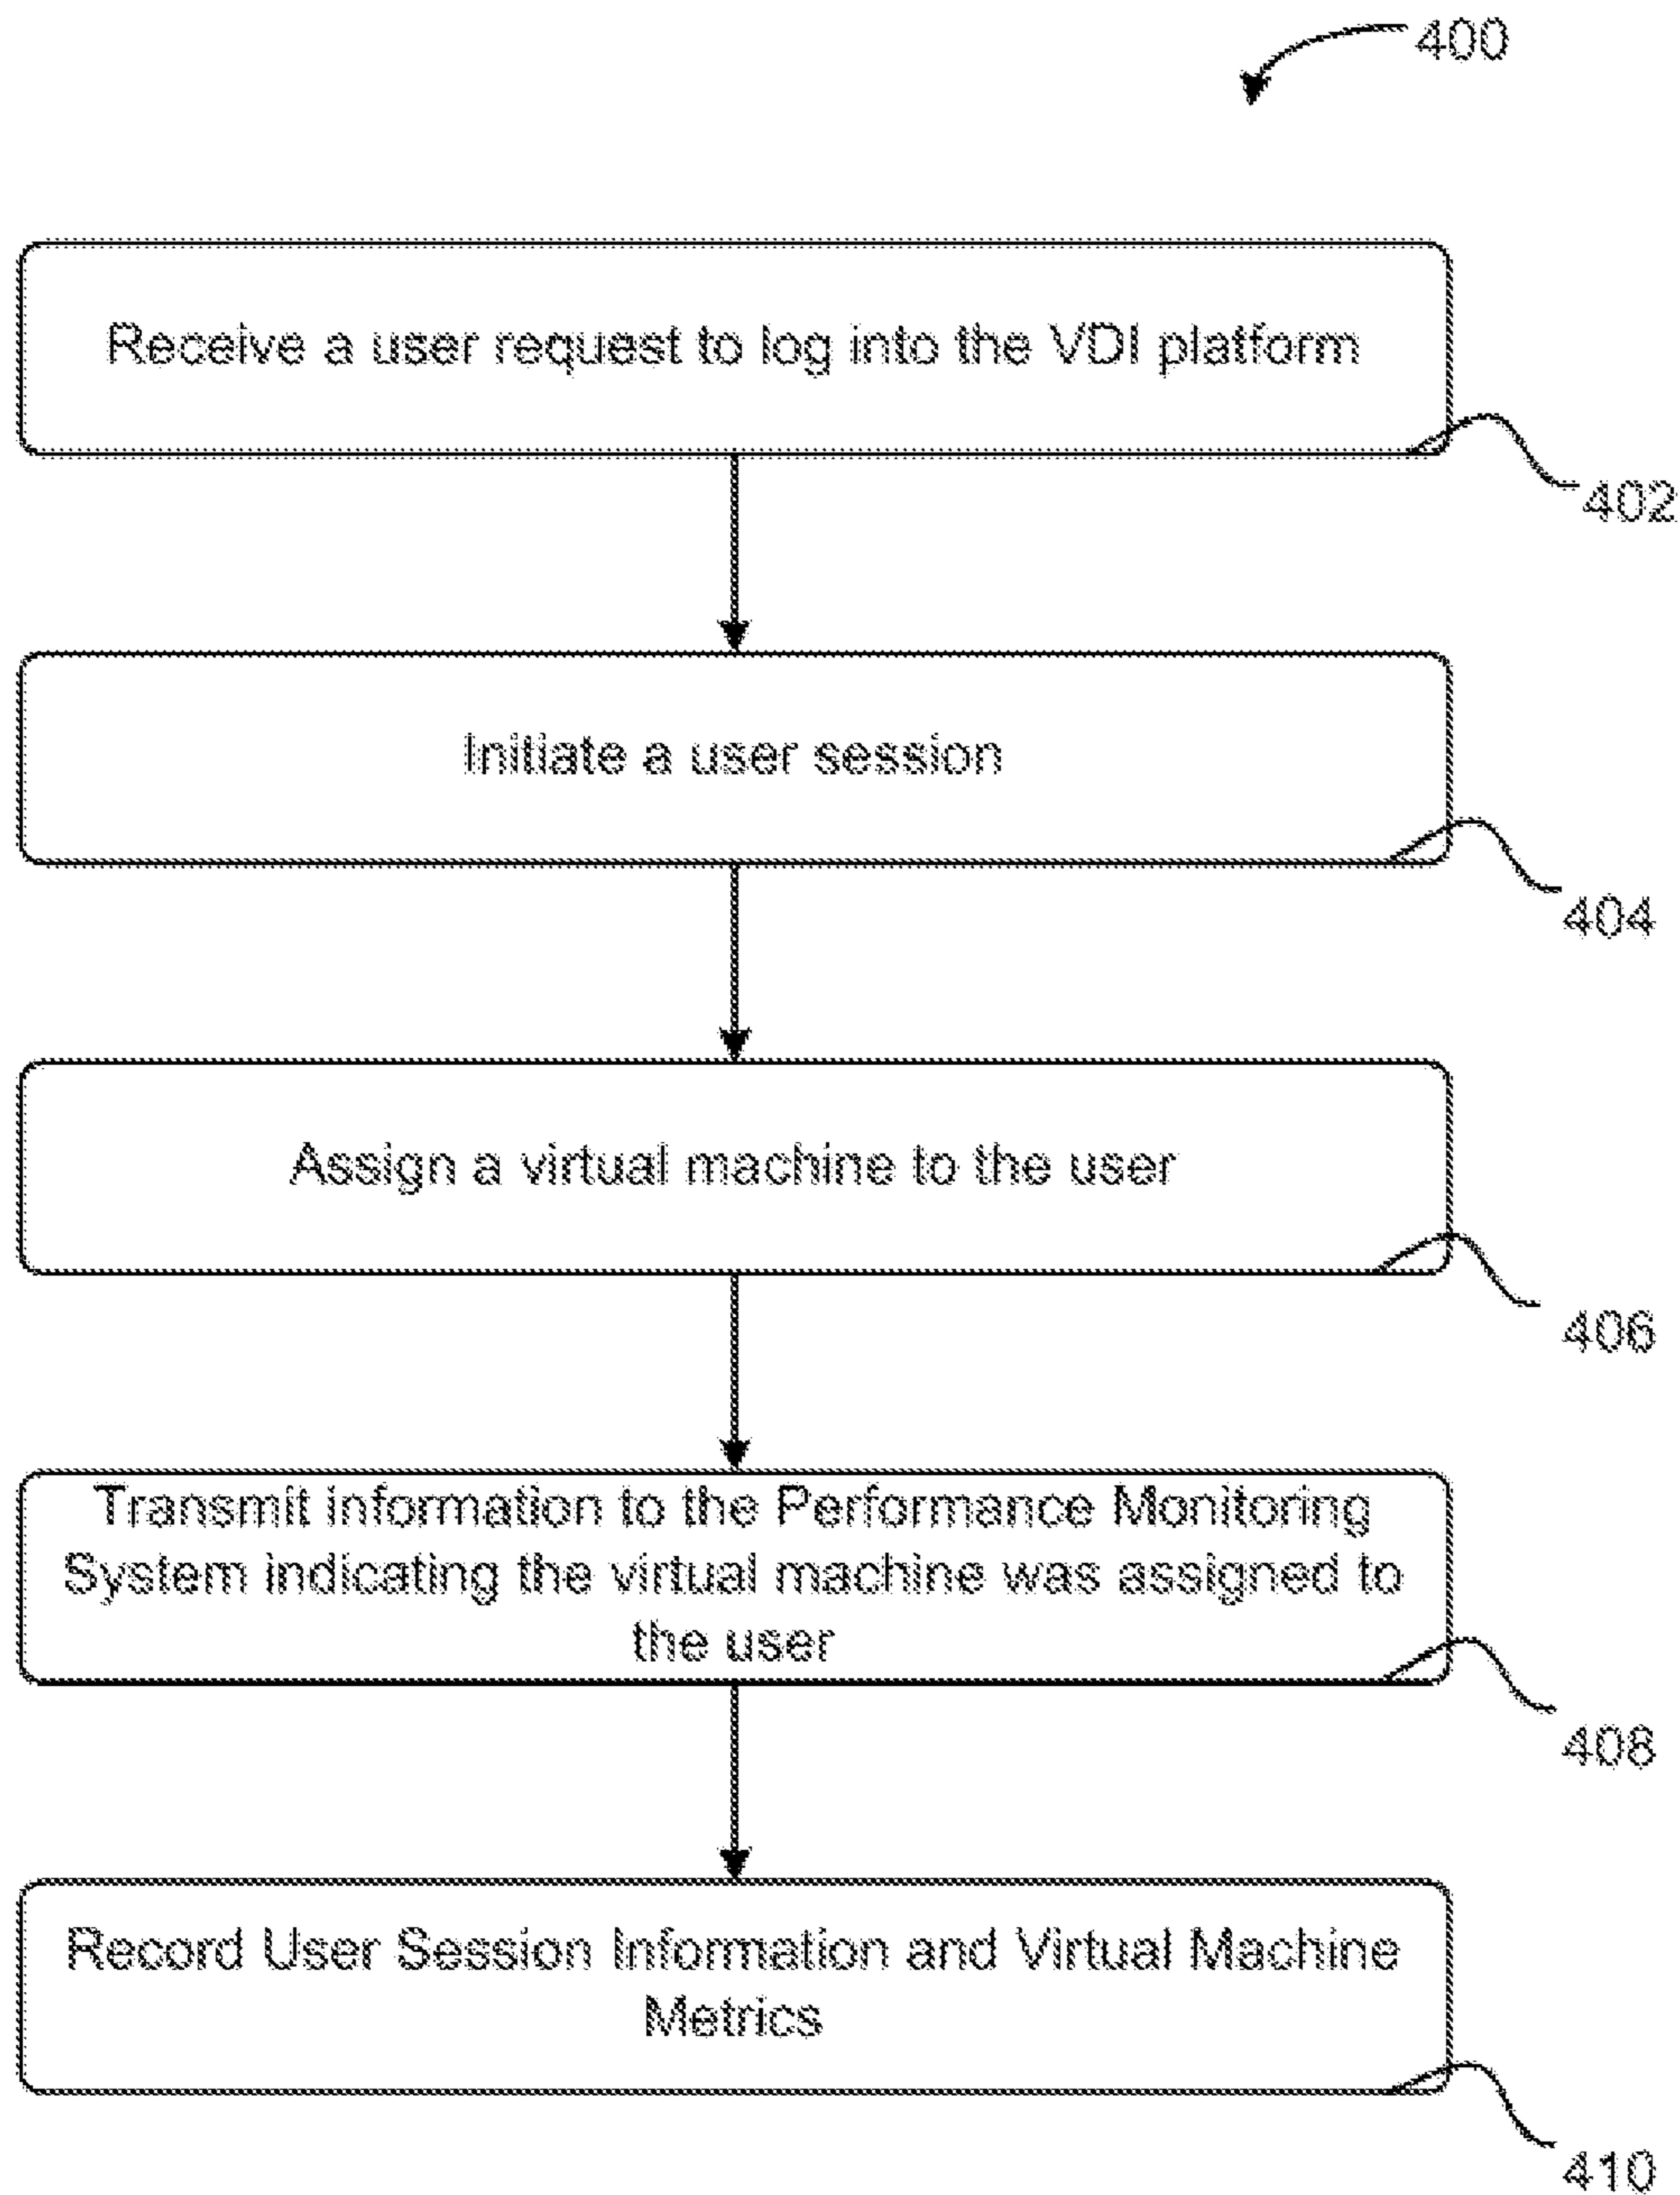 400
Receive a user request to log into the VDI platform
402
Initiate a user session
404
Assign a virtual machine to the user
406
Transmit information to the Performance Monitoring
System indicating the virtual machine was assigned to
the user
408
Record User Session Information and Virtual Machine
Metrics
410